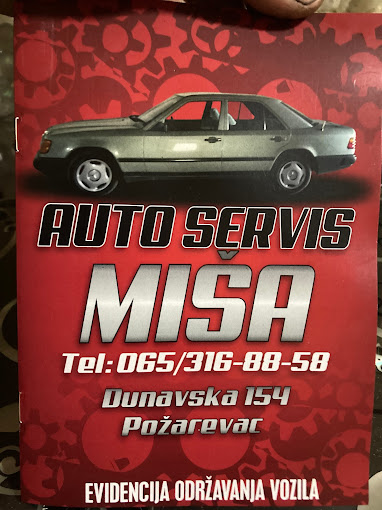 AUTO SERVIS
MIŠA
Tel: 065/316-88-58
Dunavska 154
Požarevac
EVIDENCIJA ODRŽAVANJA VOZILA